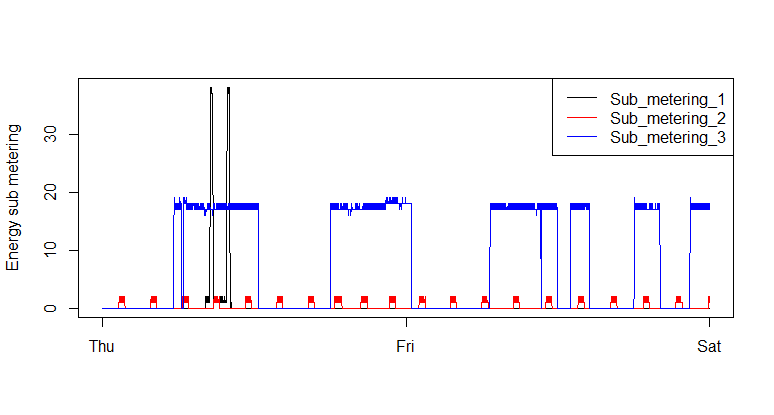 Energy sub metering
30
20
10
0
Thu
Fri
Sat
Sub_metering_1
Sub_metering_2
Sub_metering_3